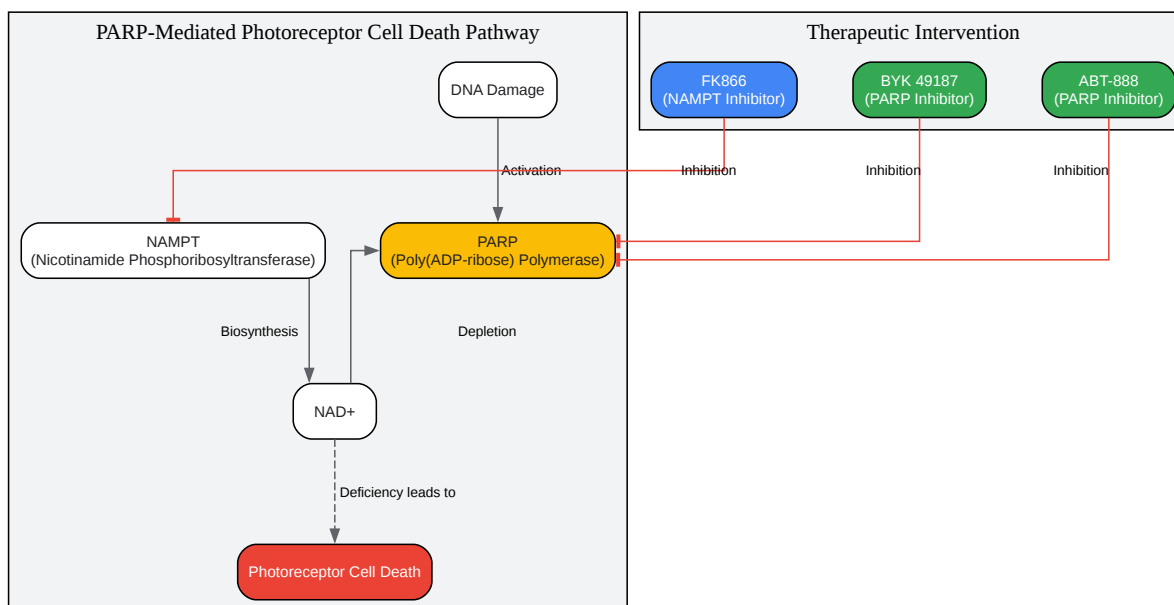 PARP-Mediated Photoreceptor Cell Death Pathway
Therapeutic Intervention
DNA Damage
FK866
(NAMPT Inhibitor)
BYK 49187
(PARP Inhibitor)
ABT-888
(PARP Inhibitor)
Activation
Inhibition
Inhibition
Inhibition
NAMPT
(Nicotinamide Phosphoribosyltransferase)
PARP
(Poly(ADP-ribose) Polymerase)
Biosynthesis
Depletion
NAD+
Deficiency leads to
Photoreceptor Cell Death